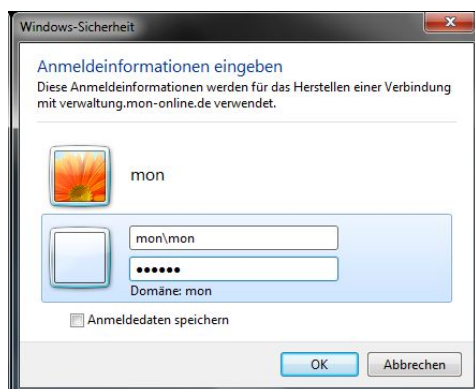 Windows-Sicherheit
Anmeldeinformationen eingeben
Diese Anmeldeinformationen werden für das Herstellen einer Verbindung
mit verwaltung.mon-online.de verwendet.
mon
mon\mon
••••••
Domäne: mon
Anmeldedaten speichern
OK
Abbrechen